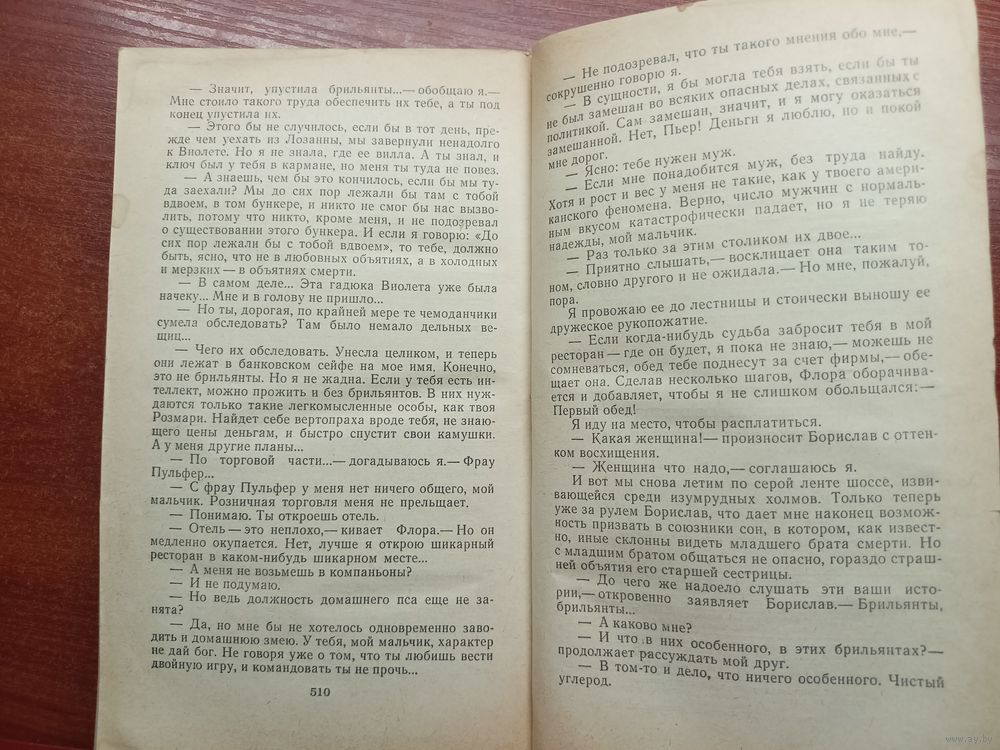 — Значит, упустила брильянты...— обобщаю я.—
Мне стоило такого труда обеспечить их тебе, а ты под
конец упустила их.
— Этого бы не случилось, если бы в тот день, пре-
жде чем уехать из Лозанны, мы завернули ненадолго
к Виолете. Но я не знала, где ее вилла. А ты знал, и
ключ был у тебя в кармане, но меня ты туда не повез.
— А знаешь, чем бы это кончилось, если бы мы ту-
да заехали? Мы до сих пор лежали бы там с тобой
вдвоем, в том бункере, и никто не смог бы нас вызво-
лить, потому что никто, кроме меня, и не подозревал
о существовании этого бункера. И если я говорю: «До
сих пор лежали бы с тобой вдвоем», то тебе, должно
быть, ясно, что не в любовных объятиях, а в холодных
и мерзких — в объятиях смерти.
— В самом деле... Эта гадюка Виолета уже была
начеку... Мне и в голову не пришло...
— Но ты, дорогая, по крайней мере те чемоданчики
сумела обследовать? Там было немало дельных ве-
щиц...
— Чего их обследовать. Унесла целиком, и теперь
они лежат в банковском сейфе на мое имя. Конечно,
это не брильянты. Но я не жадна. Если у тебя есть ин-
теллект, можно прожить и без брильянтов. В них нуж-
даются только такие легкомысленные особы, как твоя
Розмари. Найдет себе вертопраха вроде тебя, не знаю-
щего цены деньгам, и быстро спустит свои камушки.
А у меня другие планы...
— По торговой части...— догадываюсь я.— Фрау
Пульфер...
— С фрау Пульфер у меня нет ничего общего, мой
мальчик. Розничная торговля меня не прельщает.
— Понимаю. Ты откроешь отель.
— Отель — это неплохо,— кивает Флора.— Но он
медленно окупается. Нет, лучше я открою шикарный
ресторан в каком-нибудь шикарном месте...
— А меня не возьмешь в компаньоны?
— И не подумаю.
— Но ведь должность домашнего пса еще не за-
нята?
— Да, но мне бы не хотелось одновременно заво-
дить и домашнюю змею. У тебя, мой мальчик, характер
не дай бог. Не говоря уже о том, что ты любишь вести
двойную игру, и командовать ты не прочь...
510
— Не подозревал, что ты такого мнения обо мне,—
сокрушенно говорю я.
— В сущности, я бы могла тебя взять, если бы ты
не был замешан во всяких опасных делах, связанных с
политикой. Сам замешан, значит, и я могу оказаться
замешанной. Нет, Пьер! Деньги я люблю, но и покой
мне дорог.
— Ясно: тебе нужен муж.
— Если мне понадобится муж, без труда найду.
Хотя и рост и вес у меня не такие, как у твоего амери-
канского феномена. Верно, число мужчин с нормаль-
ным вкусом катастрофически падает, но я не теряю
надежды, мой мальчик.
— Раз только за этим столиком их двое...
— Приятно слышать,— восклицает она таким то-
ном, словно другого и не ожидала.— Но мне, пожалуй,
пора.
Я провожаю ее до лестницы и стоически выношу ее
дружеское рукопожатие.
— Если когда-нибудь судьба забросит тебя в мой
ресторан — где он будет, я пока не знаю,— можешь не
сомневаться, обед тебе поднесут за счет фирмы,— обе-
щает она. Сделав несколько шагов, Флора оборачива-
ется и добавляет, чтобы я не слишком обольщался:—
Первый обед!
Я иду на место, чтобы расплатиться.
— Какая женщина!— произносит Борислав с оттен-
ком восхищения.
— Женщина что надо,— соглашаюсь я.
И вот мы снова летим по серой ленте шоссе, изви-
вающейся среди изумрудных холмов. Только теперь
уже за рулем Борислав, что дает мне наконец возмож-
ность призвать в союзники сон, в котором, как извест-
но, иные склонны видеть младшего брата смерти. Но
с младшим братом общаться не опасно, гораздо страш-
ней объятия его старшей сестрицы.
— До чего же надоело слушать эти ваши исто-
рии,— откровенно заявляет Борислав.— Брильянты,
брильянты...
— А каково мне?
— И что в них особенного, в этих брильянтах?—
продолжает рассуждать мой друг.
— В том-то и дело, что ничего особенного. Чистый
углерод.
www.ay.by